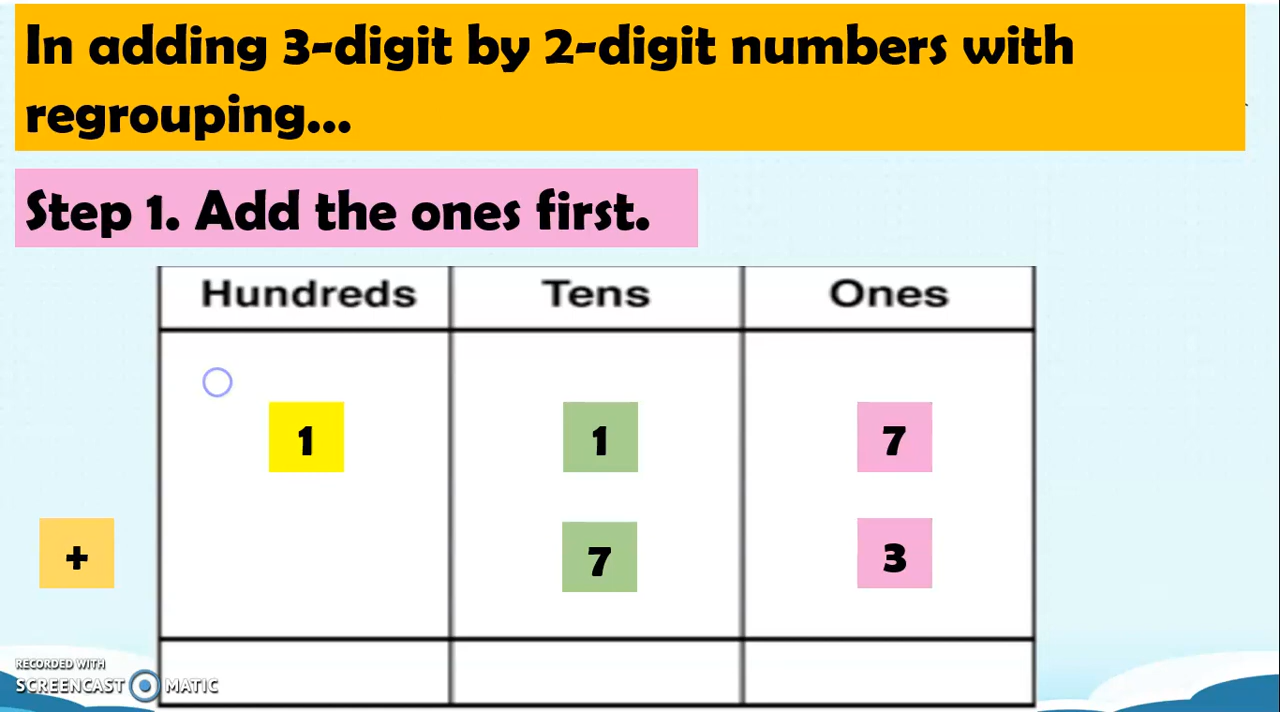 In adding 3-digit by 2-digit numbers with
regrouping...
Step 1. Add the ones first.
Hundreds Tens Ones
1 1 7
+ 7 3
RECORDED WITH
SCREENCAST MATIC